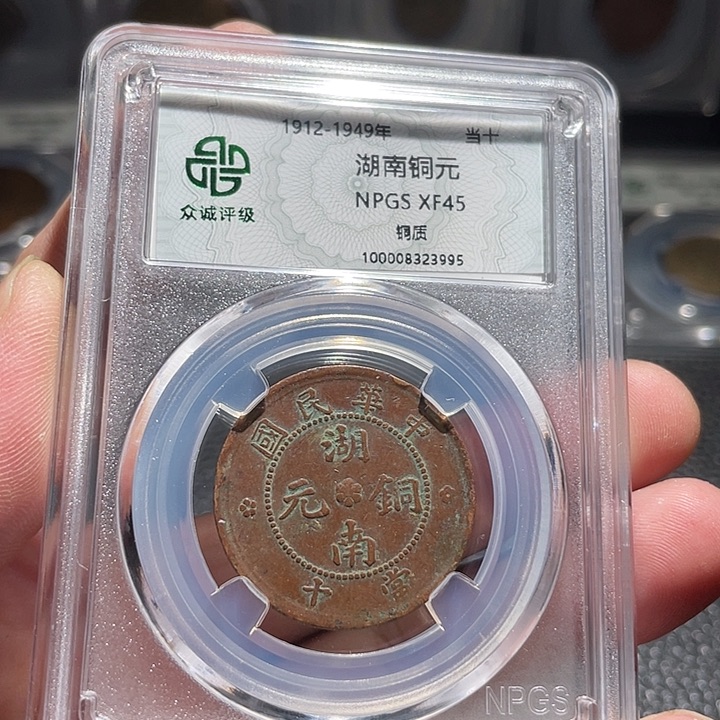 1912-1949年 当十
湖南铜元
NPGS XF45
铜质
100008323995
众诚评级
中華民國
湖
元 銅
南
當十
NPGS